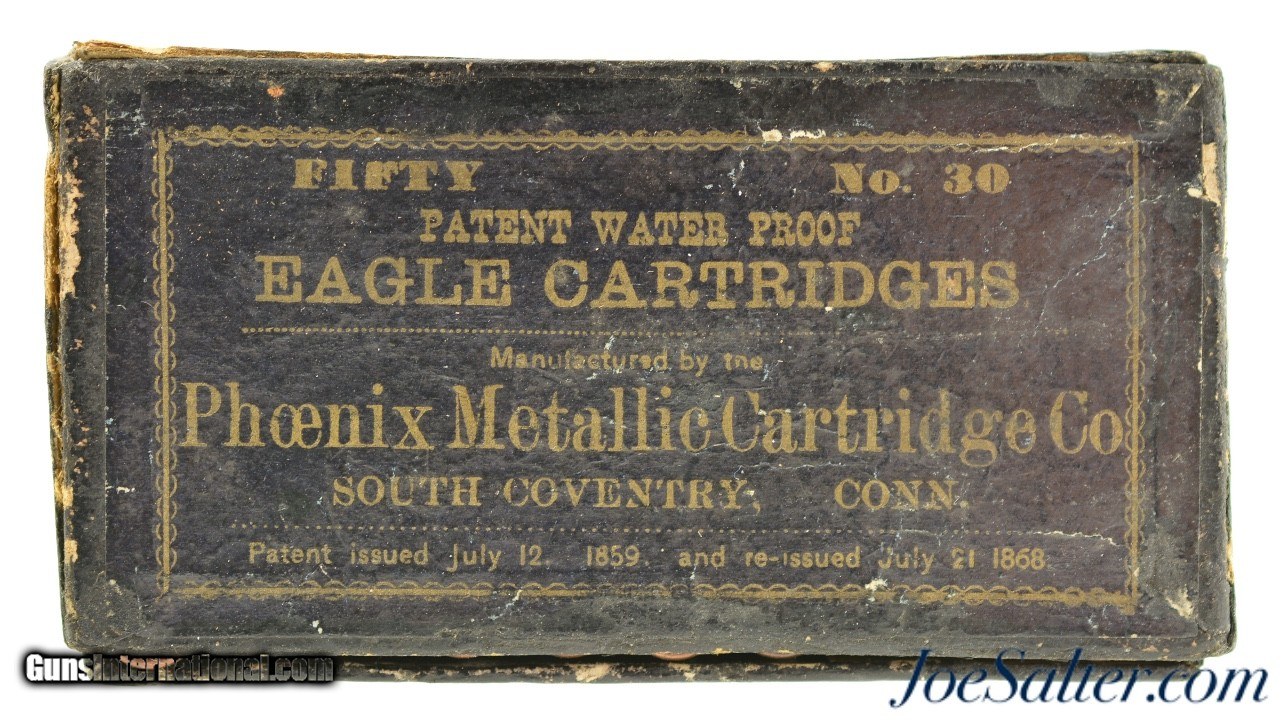 FIFTY No. 30
PATENT WATER PROOF
EAGLE CARTRIDGES
Manufactured by the
Phœnix Metallic Cartridge Co
SOUTH COVENTRY, CONN.
Patent issued July 12. 1859. and re-issued July 21 1868
GunsInternational.com
JoeSalter.com